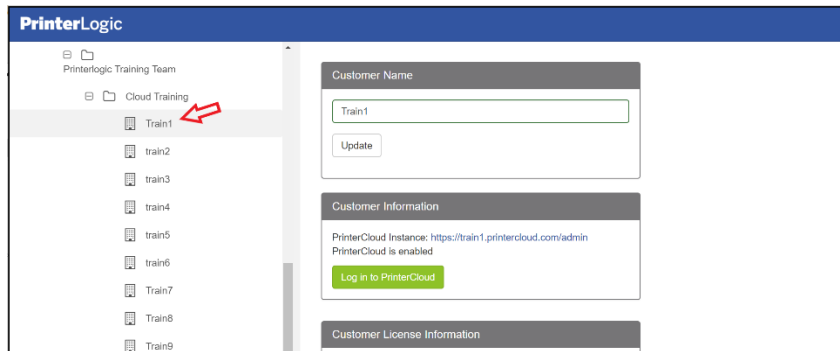 PrinterLogic
Printerlogic Training Team
Cloud Training
Train1
train2
train3
train4
train5
train6
Train7
Train8
Train9
Customer Name
Train1
Update
Customer Information
PrinterCloud Instance: https://train1.printercloud.com/admin
PrinterCloud is enabled
Log in to PrinterCloud
Customer License Information